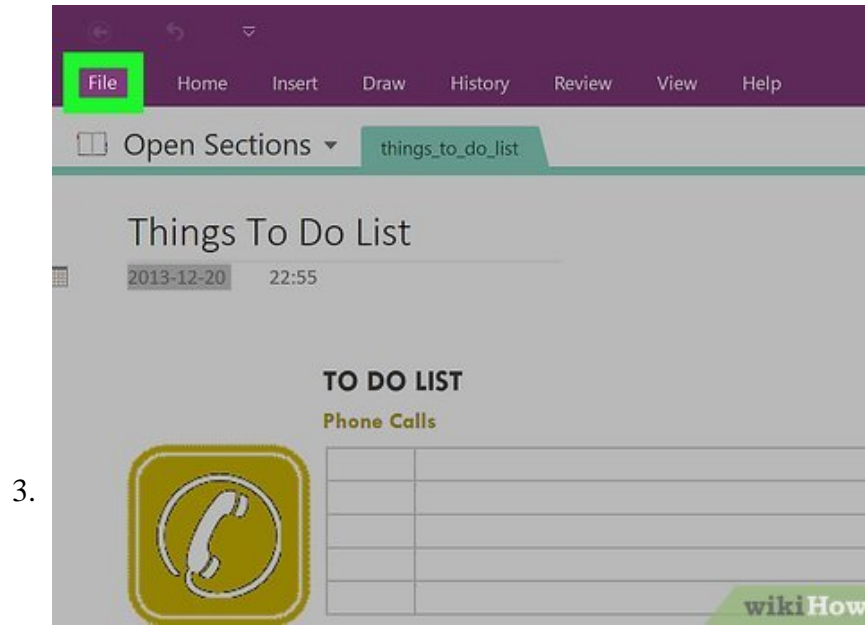 File Home Insert Draw History Review View Help
Open Sections things_to_do_list
Things To Do List
2013-12-20 22:55
TO DO LIST
Phone Calls
3.
wikiHow